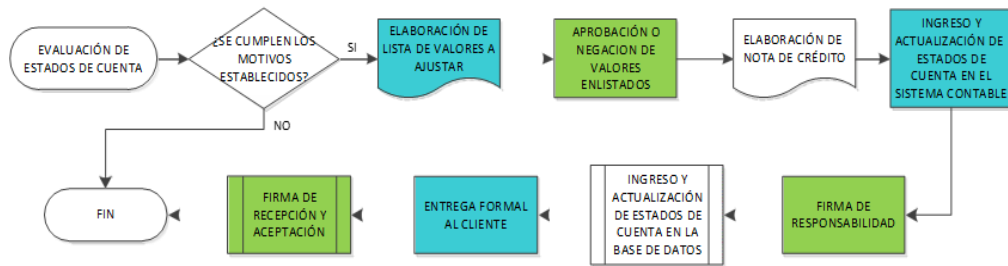 EVALUACIÓN DE
ESTADOS DE CUENTA
¿SE CUMPLEN LOS
MOTIVOS
ESTABLECIDOS?
SI
ELABORACIÓN DE
LISTA DE VALORES A
AJUSTAR
APROBACIÓN O
NEGACION DE
VALORES
ENLISTADOS
ELABORACIÓN DE
NOTA DE CRÉDITO
INGRESO Y
ACTUALIZACIÓN DE
ESTADOS DE
CUENTA EN EL
SISTEMA CONTABLE
NO
FIN
FIRMA DE
RECEPCIÓN Y
ACEPTACIÓN
ENTREGA FORMAL
AL CLIENTE
INGRESO Y
ACTUALIZACIÓN
DE ESTADOS DE
CUENTA EN LA
BASE DE DATOS
FIRMA DE
RESPONSABILIDAD